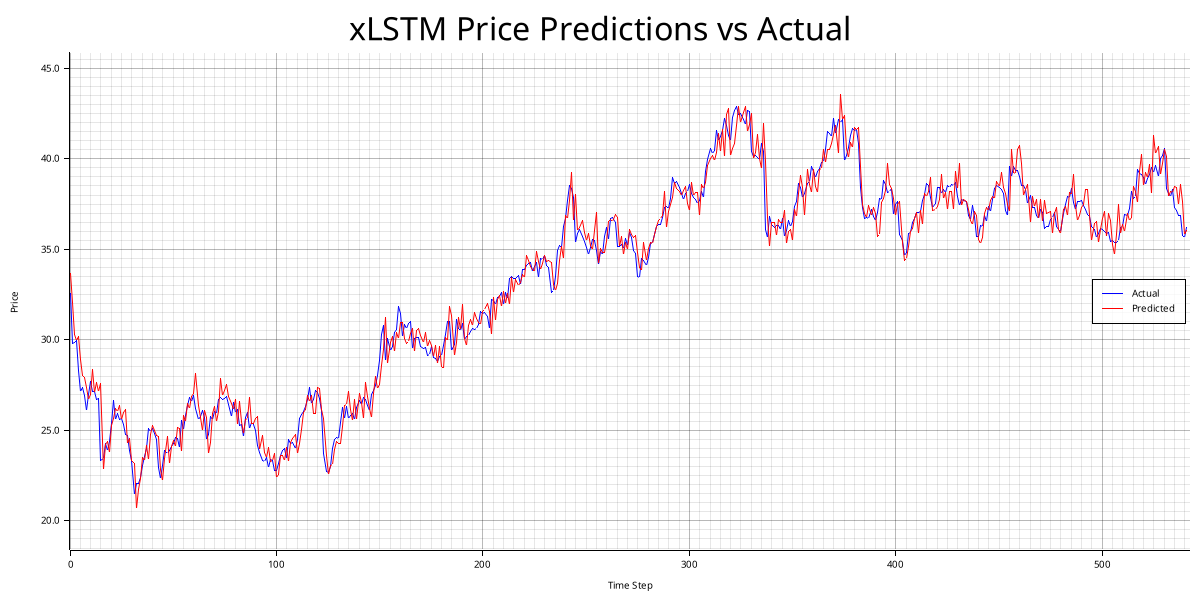 xLSTM Price Predictions vs Actual
45.0
40.0
35.0
30.0
25.0
20.0
Price
Actual
Predicted
0 100 200 300 400 500
Time Step